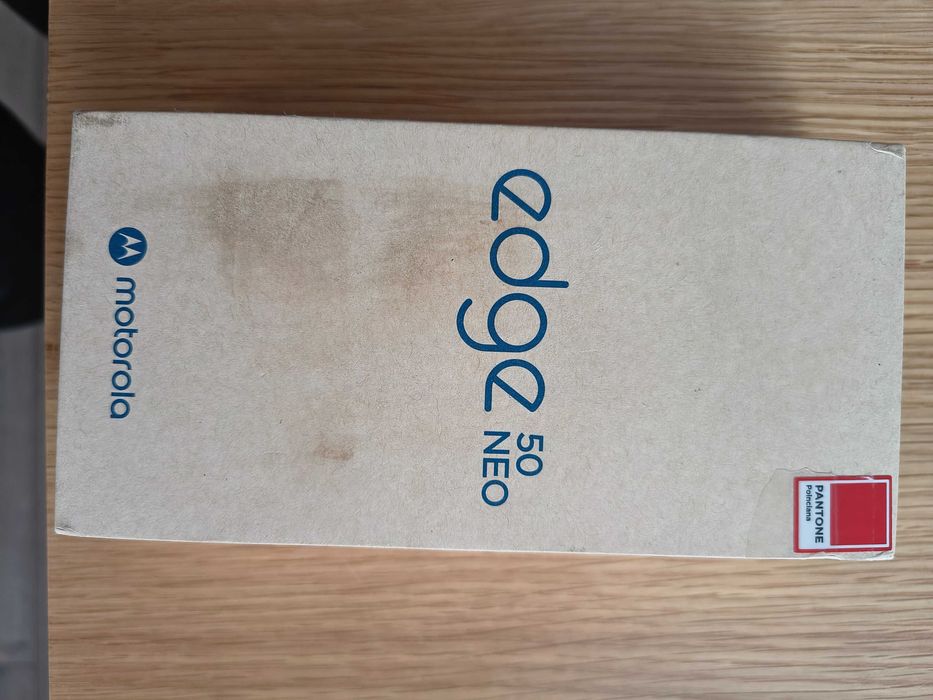 PANTONE
Poinciana
edge
50
NEO
motorola